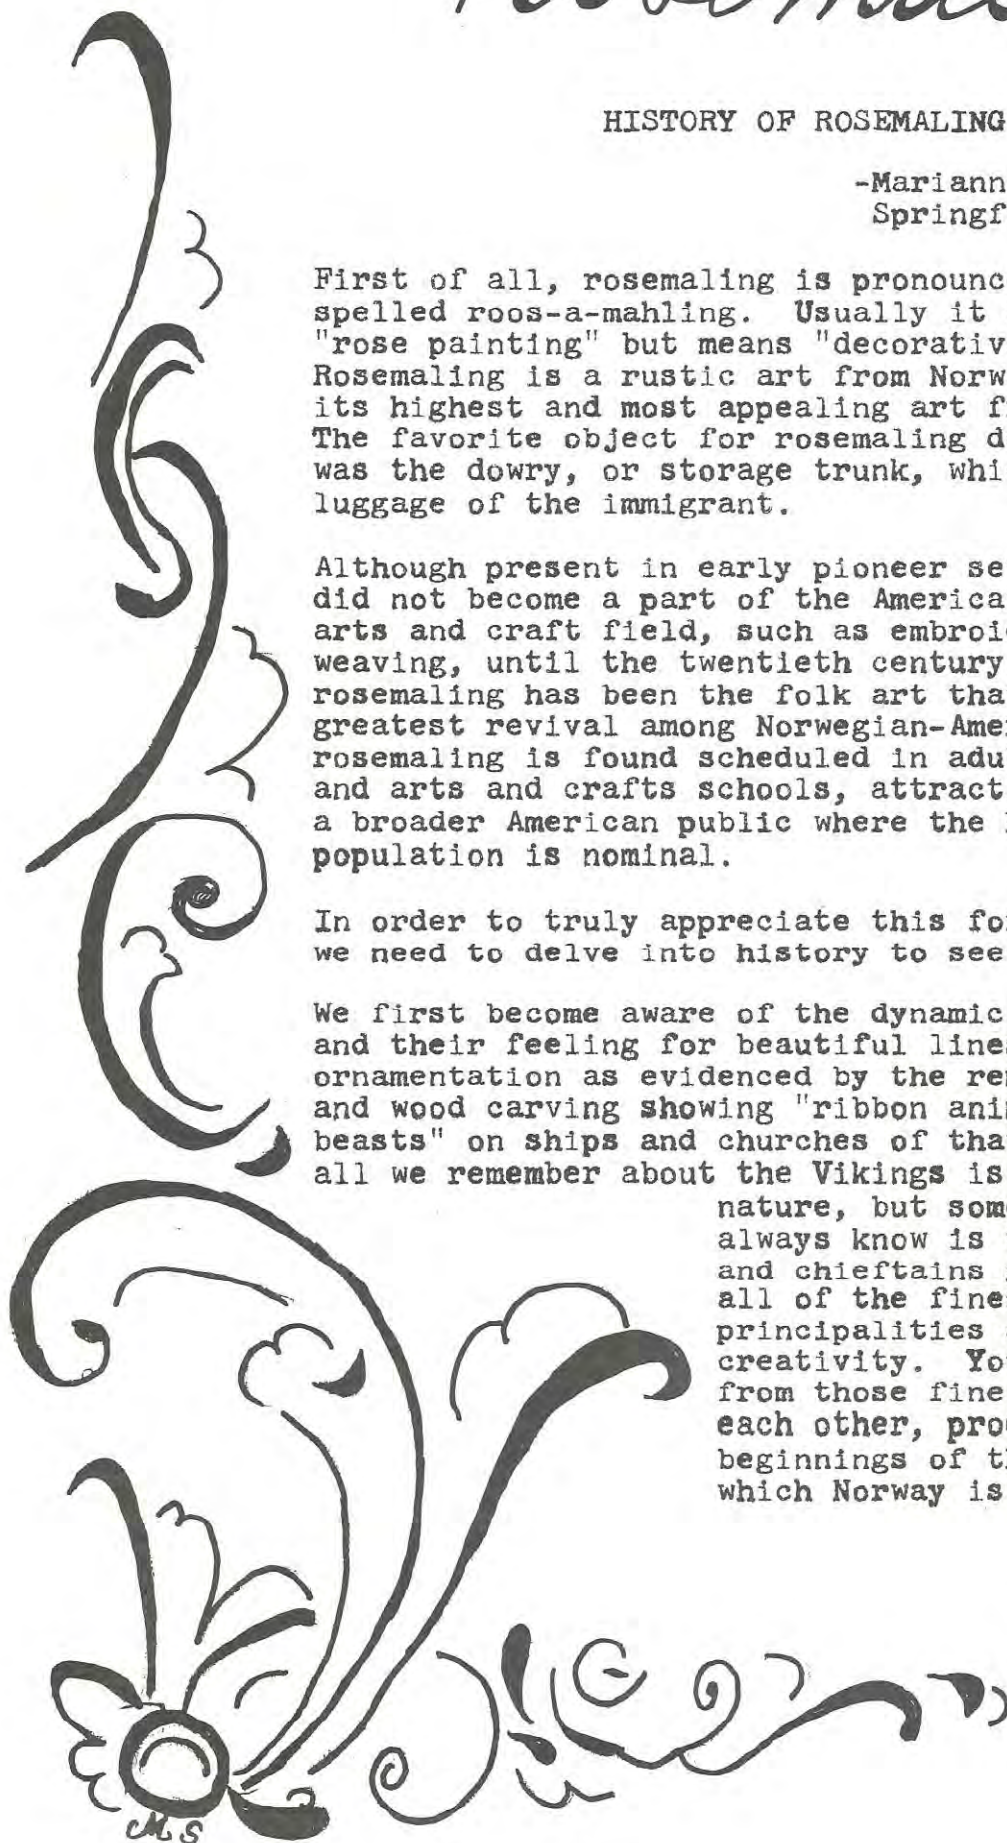 HISTORY OF ROSEMALING
-Mariann
Springf
First of all, rosemaling is pronounc
spelled roos-a-mahling. Usually it
"rose painting" but means "decorativ
Rosemaling is a rustic art from Norw
its highest and most appealing art f
The favorite object for rosemaling d
was the dowry, or storage trunk, whi
luggage of the immigrant.
Although present in early pioneer se
did not become a part of the America
arts and craft field, such as embroi
weaving, until the twentieth century
rosemaling has been the folk art tha
greatest revival among Norwegian-Ame
rosemaling is found scheduled in adu
and arts and crafts schools, attract
a broader American public where the
population is nominal.
In order to truly appreciate this fo
we need to delve into history to see
We first become aware of the dynamic
and their feeling for beautiful line
ornamentation as evidenced by the re
and wood carving showing "ribbon ani
beasts" on ships and churches of tha
all we remember about the Vikings is
nature, but som
always know is
and chieftains
all of the fine
principalities
creativity. Yo
from those fine
each other, pro
beginnings of t
which Norway is
MS